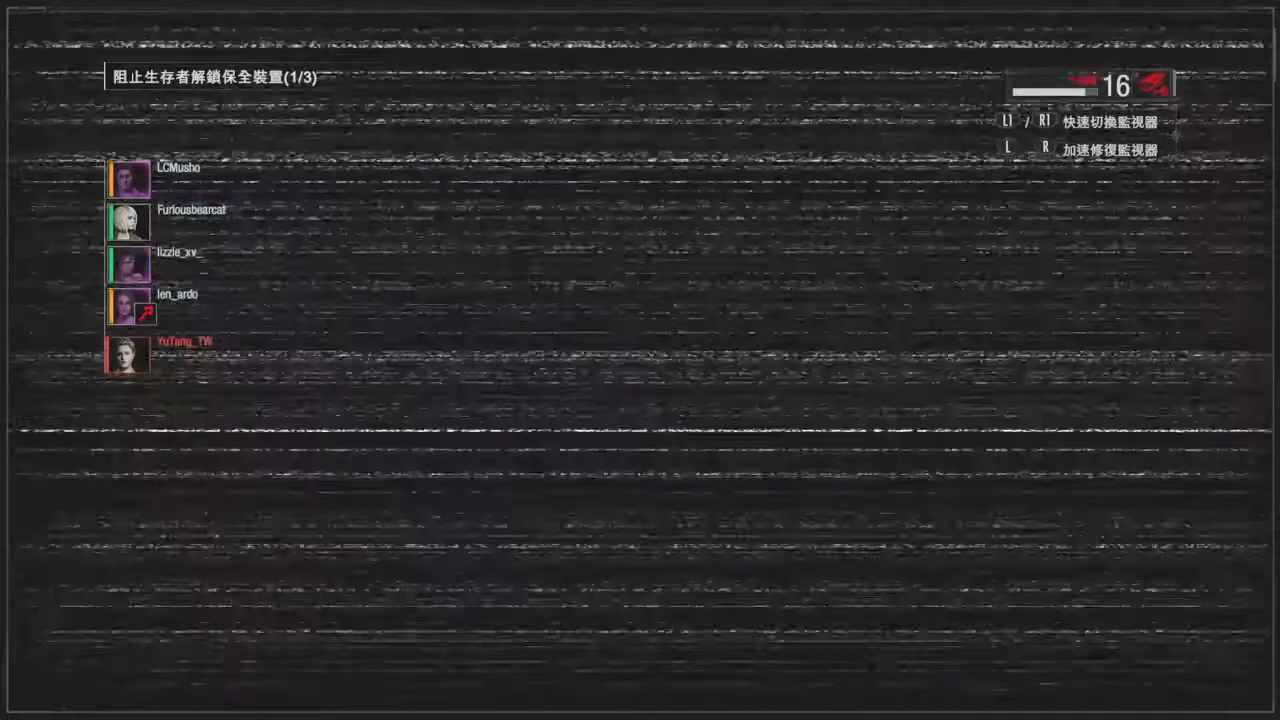 阻止生存者解鎖保全裝置(1/3)
16
L1 / R1 快速切換監視器
L R 加速修復監視器
LCMusho
Furiousbearcat
lizzie_xv_
len_ardo
YuTang_TW